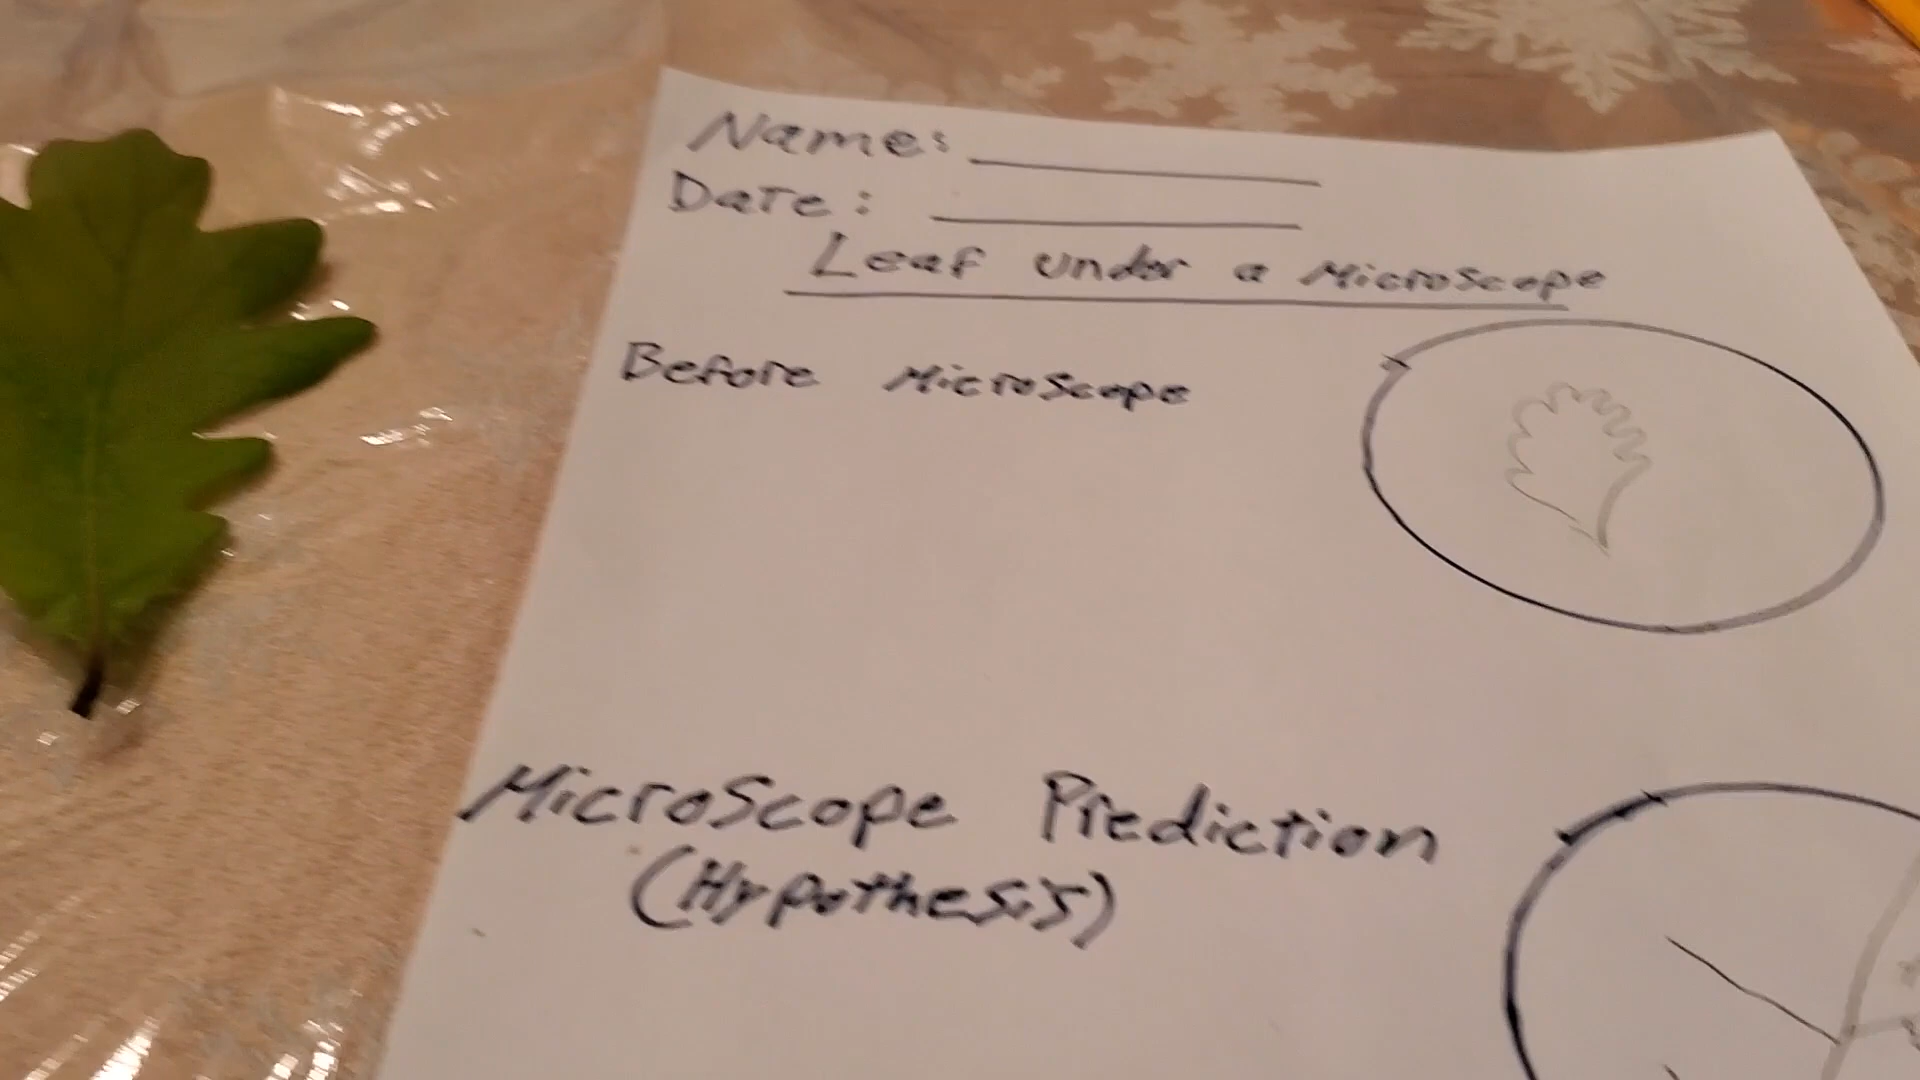 Name:
Date:
Leaf under a Microscope
Before Microscope
Microscope Prediction
(Hypothesis)